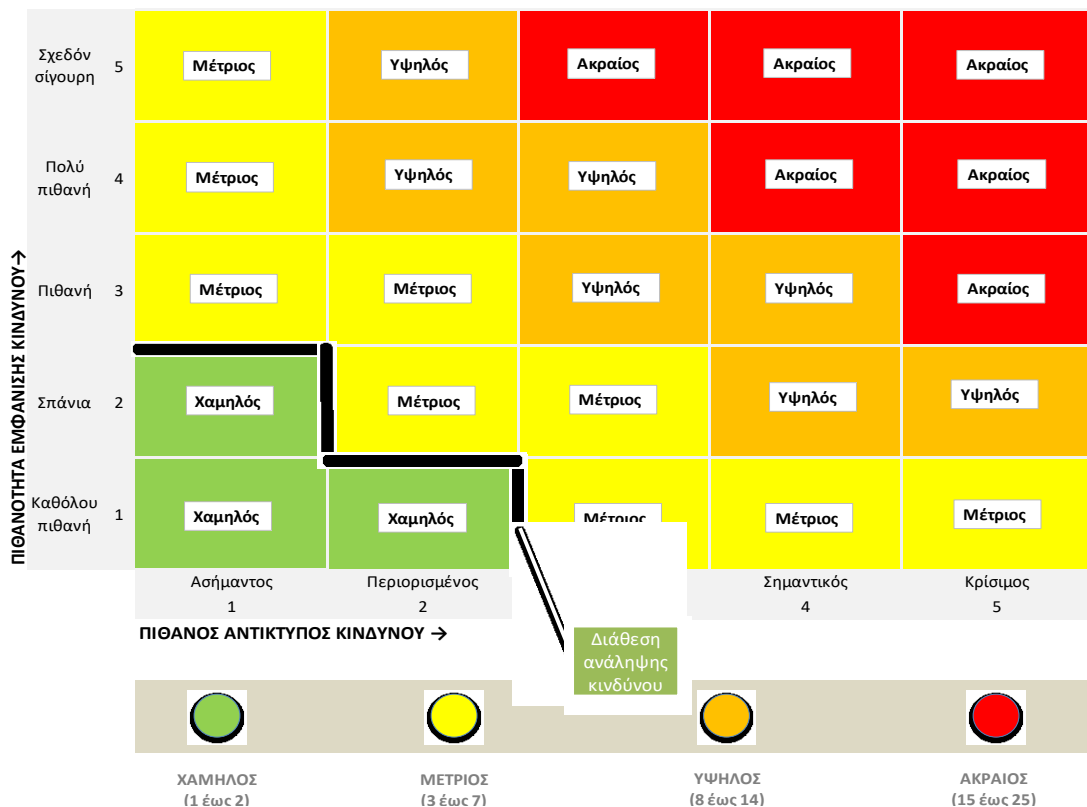 Σχεδόν
σίγουρη 5 Μέτριος Υψηλός Ακραίος Ακραίος Ακραίος
Πολύ
πιθανή 4 Μέτριος Υψηλός Υψηλός Ακραίος Ακραίος
Πιθανή 3 Μέτριος Μέτριος Υψηλός Υψηλός Ακραίος
Σπάνια 2 Χαμηλός Μέτριος Μέτριος Υψηλός Υψηλός
Καθόλου
πιθανή 1 Χαμηλός Χαμηλός Μέτριος Μέτριος Μέτριος
ΠΙΘΑΝΟΤΗΤΑ ΕΜΦΑΝΙΣΗΣ ΚΙΝΔΥΝΟΥ→
Ασήμαντος Περιορισμένος Σημαντικός Κρίσιμος
1 2 4 5
ΠΙΘΑΝΟΣ ΑΝΤΙΚΤΥΠΟΣ ΚΙΝΔΥΝΟΥ →
Διάθεση
ανάληψης
κινδύνου
ΧΑΜΗΛΟΣ ΜΕΤΡΙΟΣ ΥΨΗΛΟΣ ΑΚΡΑΙΟΣ
(1 έως 2) (3 έως 7) (8 έως 14) (15 έως 25)